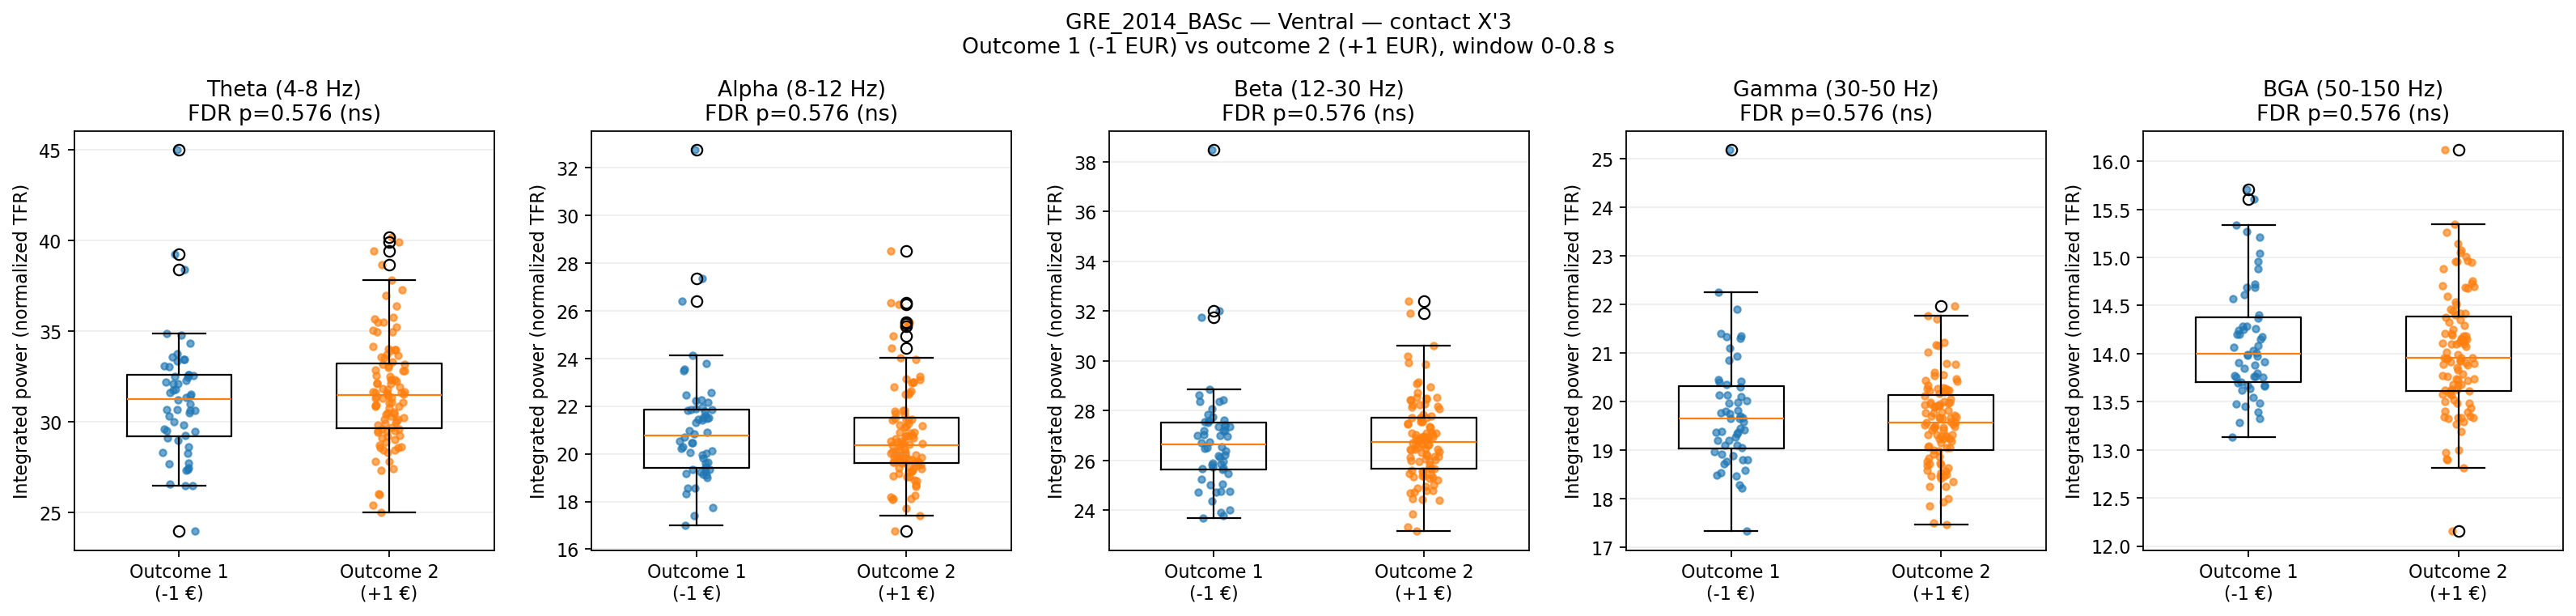 GRE_2014_BASc — Ventral — contact X'3
Outcome 1 (-1 EUR) vs outcome 2 (+1 EUR), window 0-0.8 s
Theta (4-8 Hz)
FDR p=0.576 (ns)
Integrated power (normalized TFR)
45
40
35
30
25
Outcome 1
(-1 €)
Outcome 2
(+1 €)
Alpha (8-12 Hz)
FDR p=0.576 (ns)
Integrated power (normalized TFR)
32
30
28
26
24
22
20
18
16
Outcome 1
(-1 €)
Outcome 2
(+1 €)
Beta (12-30 Hz)
FDR p=0.576 (ns)
Integrated power (normalized TFR)
38
36
34
32
30
28
26
24
Outcome 1
(-1 €)
Outcome 2
(+1 €)
Gamma (30-50 Hz)
FDR p=0.576 (ns)
Integrated power (normalized TFR)
25
24
23
22
21
20
19
18
17
Outcome 1
(-1 €)
Outcome 2
(+1 €)
BGA (50-150 Hz)
FDR p=0.576 (ns)
Integrated power (normalized TFR)
16.0
15.5
15.0
14.5
14.0
13.5
13.0
12.5
12.0
Outcome 1
(-1 €)
Outcome 2
(+1 €)